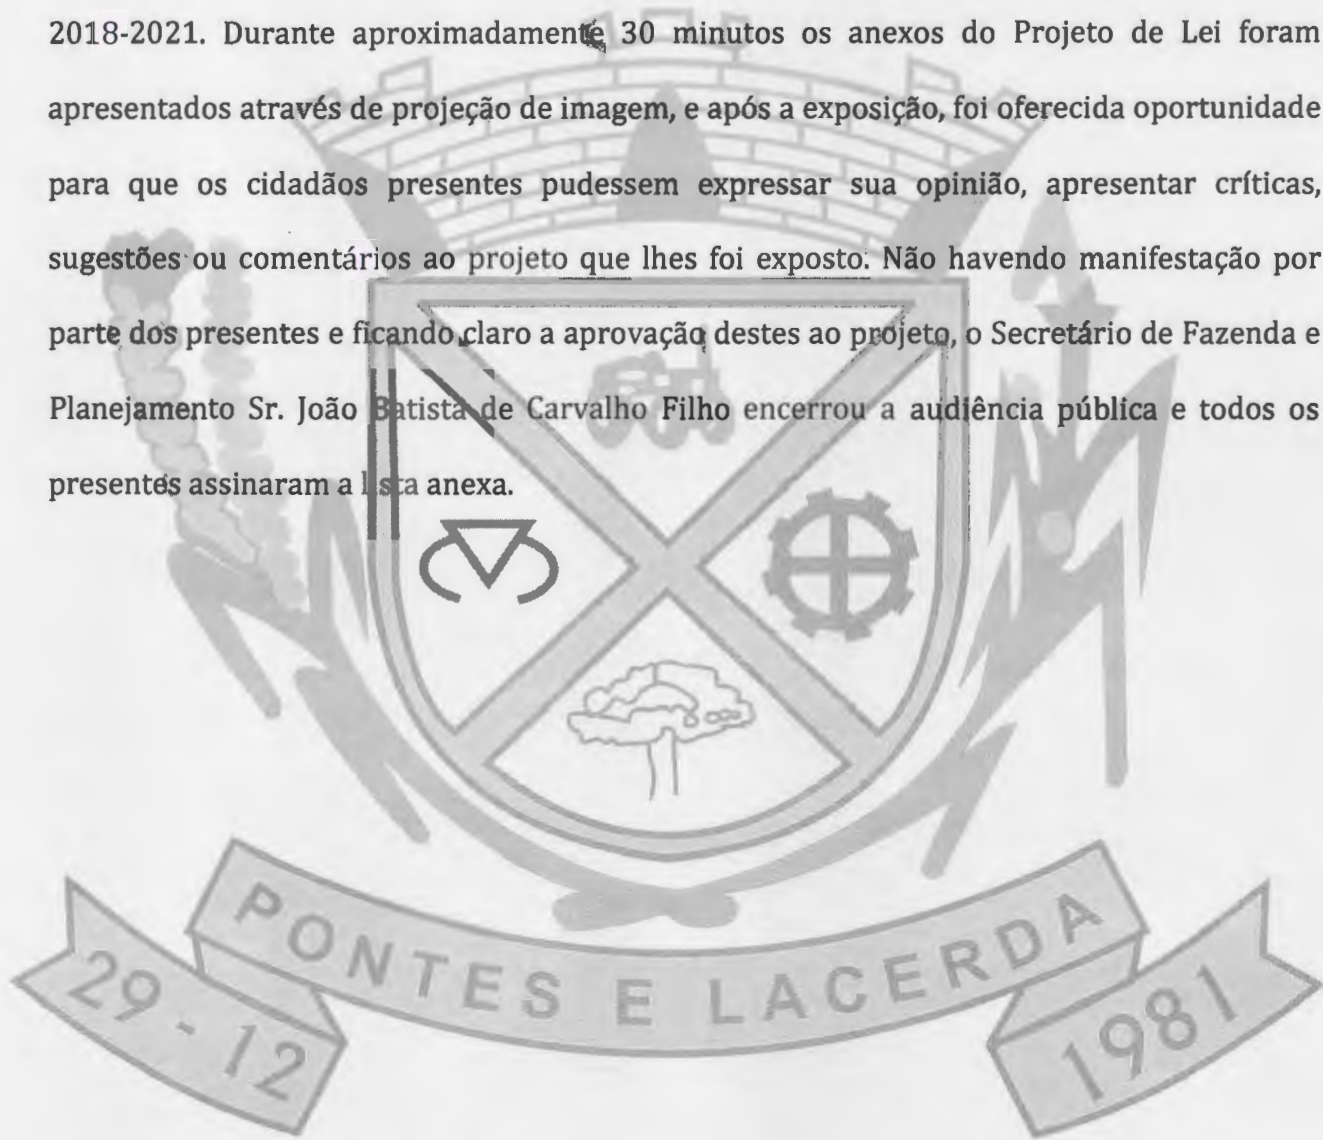 2018-2021. Durante aproximadamente 30 minutos os anexos do Projeto de Lei foram
apresentados através de projeção de imagem, e após a exposição, foi oferecida oportunidade
para que os cidadãos presentes pudessem expressar sua opinião, apresentar críticas,
sugestões ou comentários ao projeto que lhes foi exposto. Não havendo manifestação por
parte dos presentes e ficando claro a aprovação destes ao projeto, o Secretário de Fazenda e
Planejamento Sr. João Batista de Carvalho Filho encerrou a audiência pública e todos os
presentes assinaram a lista anexa.
PONTES E LACERDA
29 - 12
1981